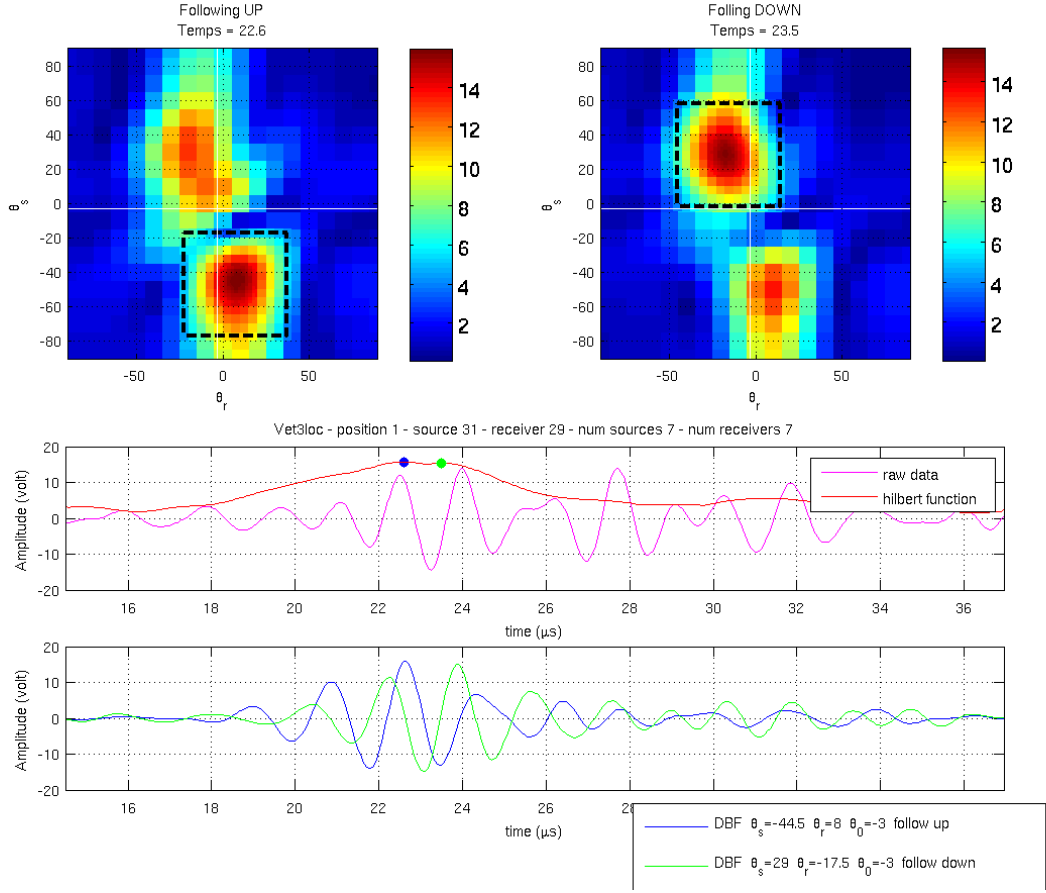 Following UP
Temps = 22.6
80
60
40
20
0
-20
-40
-60
-80
θs
-50
0
50
θr
14
12
10
8
6
4
2
Folling DOWN
Temps = 23.5
80
60
40
20
0
-20
-40
-60
-80
θs
-50
0
50
θr
14
12
10
8
6
4
2
Vet3loc - position 1 - source 31 - receiver 29 - num sources 7 - num receivers 7
20
10
0
-10
-20
Amplitude (volt)
raw data
hilbert function
16 18 20 22 24 26 28 30 32 34 36
time (μs)
20
10
0
-10
-20
Amplitude (volt)
16 18 20 22 24 26 28
time (μs)
DBF θs=-44.5 θr=8 θ0=-3 follow up
DBF θs=29 θr=-17.5 θ0=-3 follow down